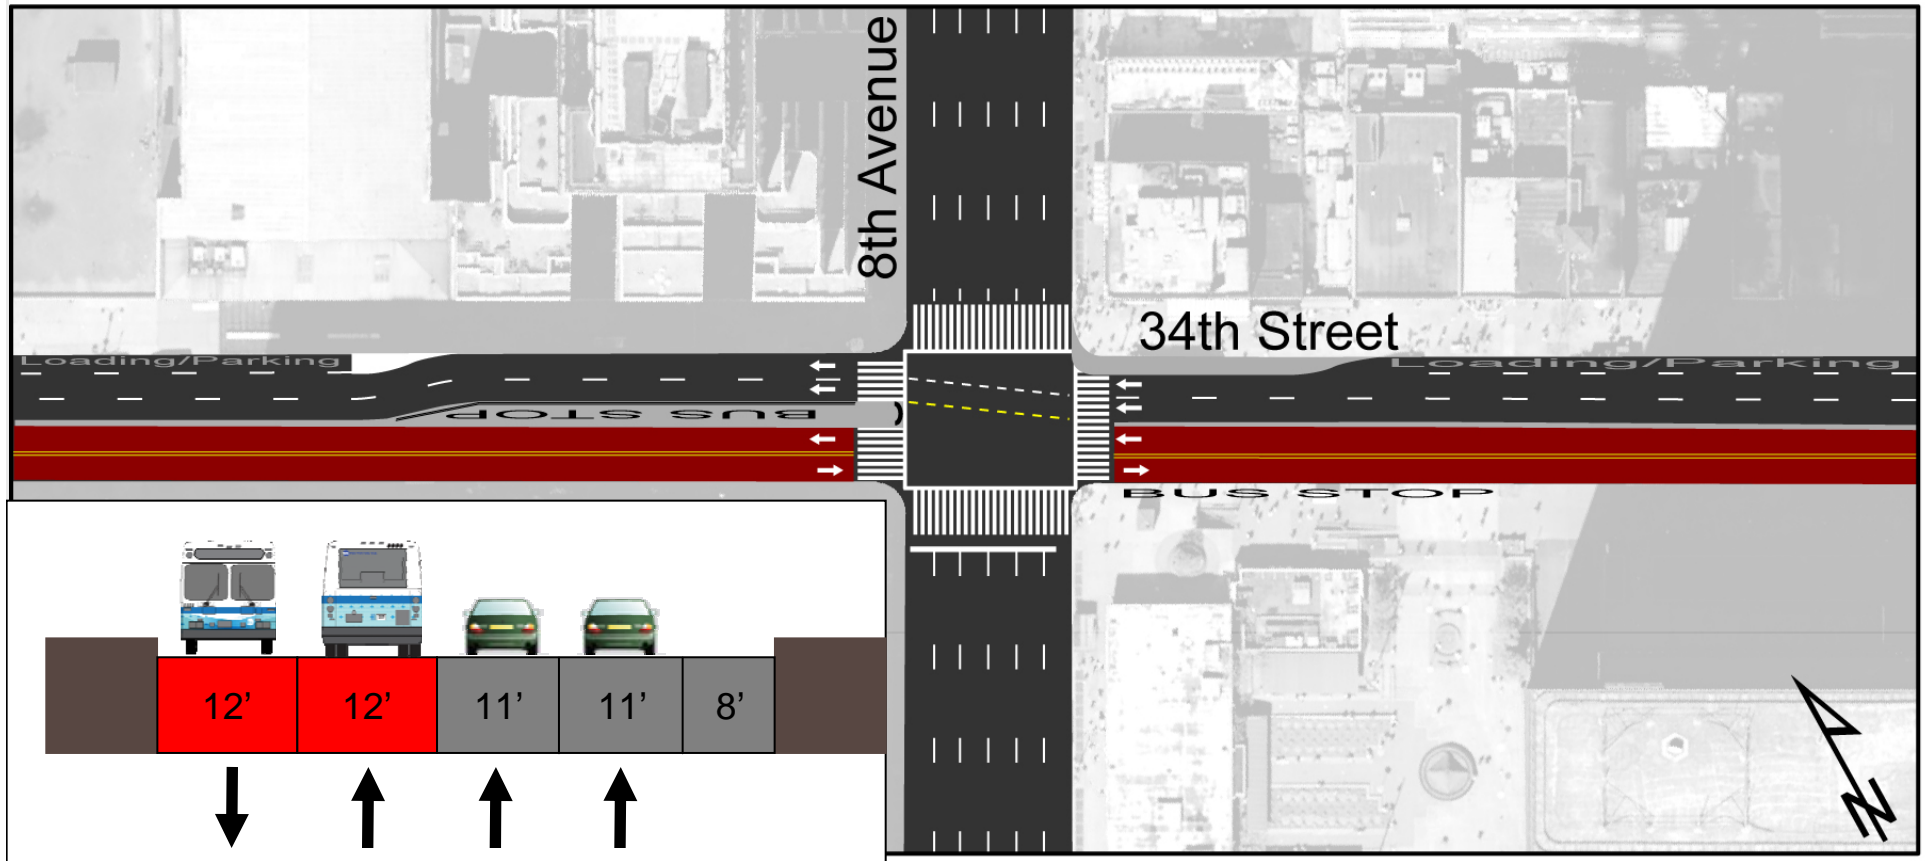 8th Avenue
34th Street
Loading/Parking
Loading/Parking
BUS STOP
BUS STOP
12’
12’
11’
11’
8’
N